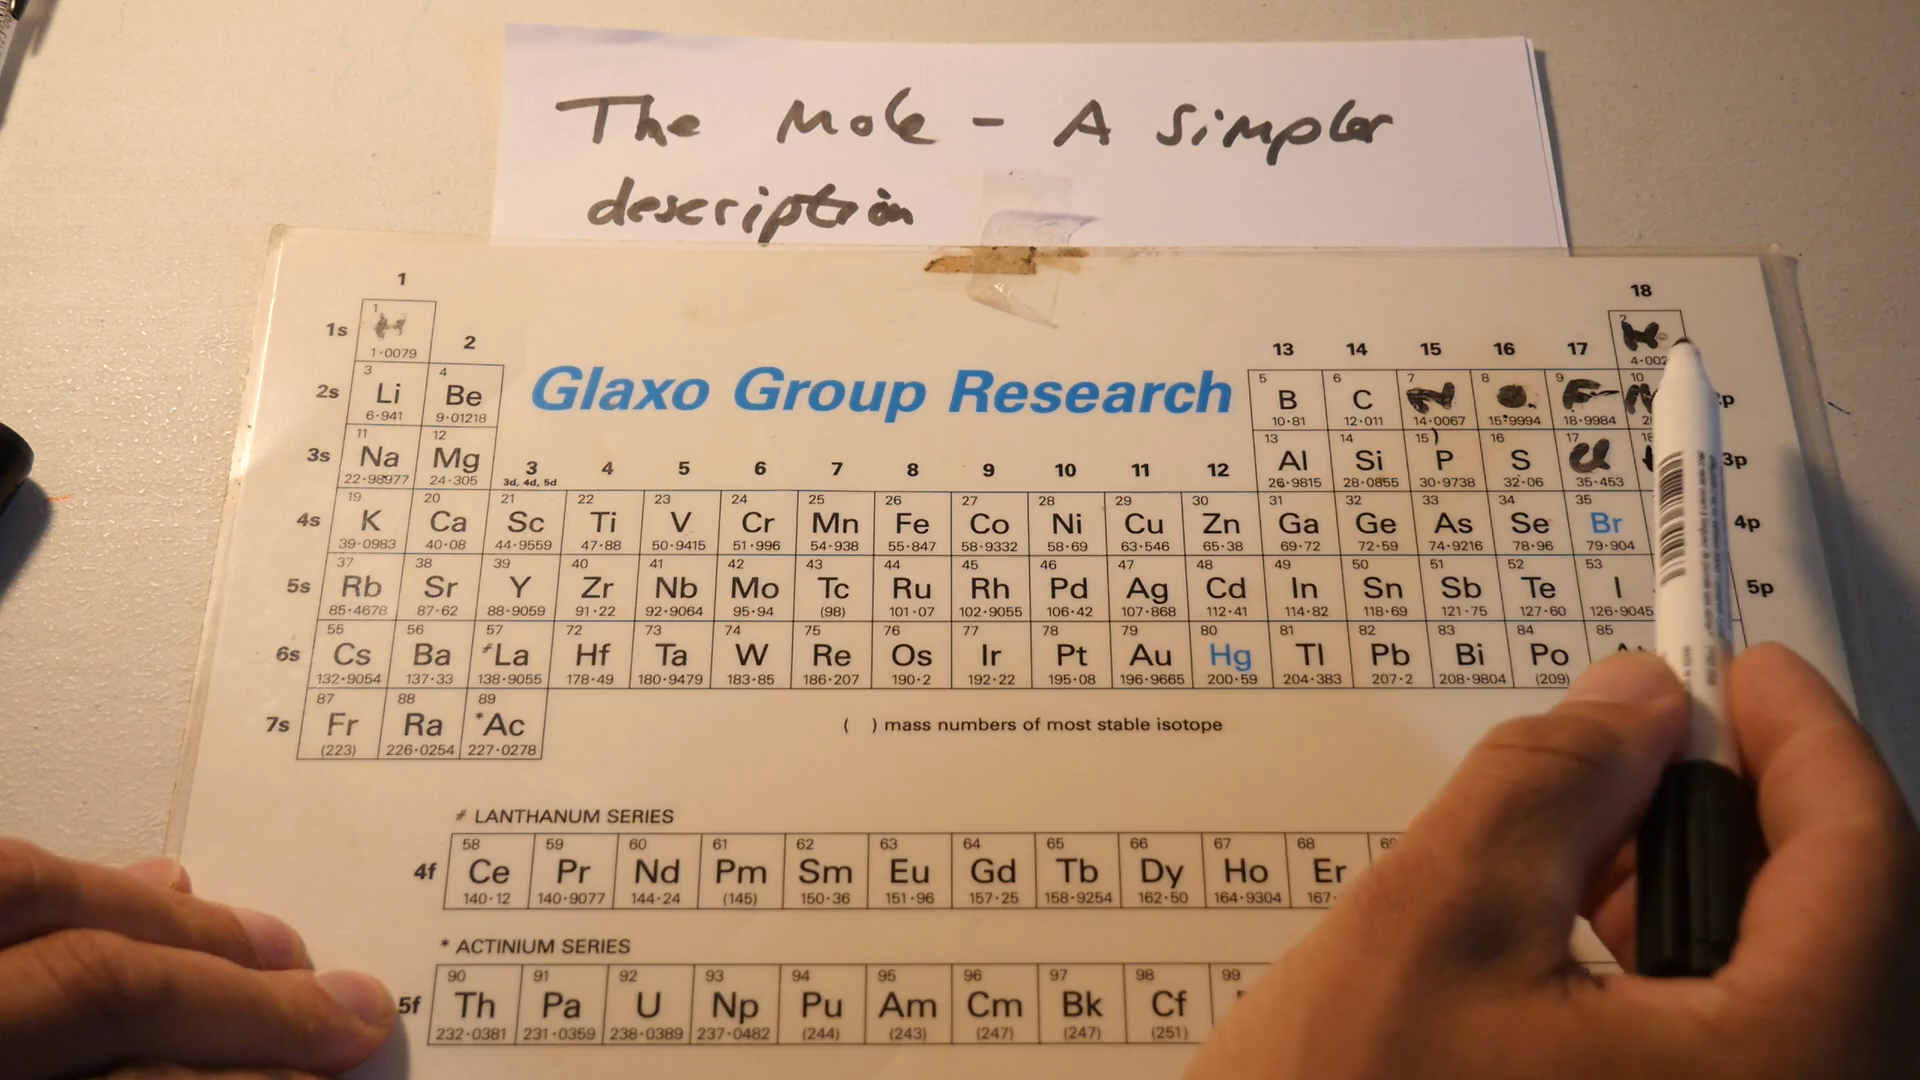 The Mole - A Simpler
description
1
18
1s
1
H
1·0079
2
2
H
4·002
13 14 15 16 17
Glaxo Group Research
2s
3 Li 6·941
4 Be 9·01218
5 B 10·81
6 C 12·011
7 N 14·0067
8 O 15·9994
9 F 18·9984
10 N
2p
3s
11 Na 22·98977
12 Mg 24·305
3 4 5 6 7 8 9 10 11 12
3d, 4d, 5d
13 Al 26·9815
14 Si 28·0855
15 P 30·9738
16 S 32·06
17 Cl 35·453
18
3p
4s
19 K 39·0983
20 Ca 40·08
21 Sc 44·9559
22 Ti 47·88
23 V 50·9415
24 Cr 51·996
25 Mn 54·938
26 Fe 55·847
27 Co 58·9332
28 Ni 58·69
29 Cu 63·546
30 Zn 65·38
31 Ga 69·72
32 Ge 72·59
33 As 74·9216
34 Se 78·96
35 Br 79·904
4p
5s
37 Rb 85·4678
38 Sr 87·62
39 Y 88·9059
40 Zr 91·22
41 Nb 92·9064
42 Mo 95·94
43 Tc (98)
44 Ru 101·07
45 Rh 102·9055
46 Pd 106·42
47 Ag 107·868
48 Cd 112·41
49 In 114·82
50 Sn 118·69
51 Sb 121·75
52 Te 127·60
53 I 126·9045
5p
6s
55 Cs 132·9054
56 Ba 137·33
57 #La 138·9055
72 Hf 178·49
73 Ta 180·9479
74 W 183·85
75 Re 186·207
76 Os 190·2
77 Ir 192·22
78 Pt 195·08
79 Au 196·9665
80 Hg 200·59
81 Tl 204·383
82 Pb 207·2
83 Bi 208·9804
84 Po (209)
85
7s
87 Fr (223)
88 Ra 226·0254
89 *Ac 227·0278
( ) mass numbers of most stable isotope
# LANTHANUM SERIES
4f
58 Ce 140·12
59 Pr 140·9077
60 Nd 144·24
61 Pm (145)
62 Sm 150·36
63 Eu 151·96
64 Gd 157·25
65 Tb 158·9254
66 Dy 162·50
67 Ho 164·9304
68 Er 167·
69
* ACTINIUM SERIES
5f
90 Th 232·0381
91 Pa 231·0359
92 U 238·0389
93 Np 237·0482
94 Pu (244)
95 Am (243)
96 Cm (247)
97 Bk (247)
98 Cf (251)
99